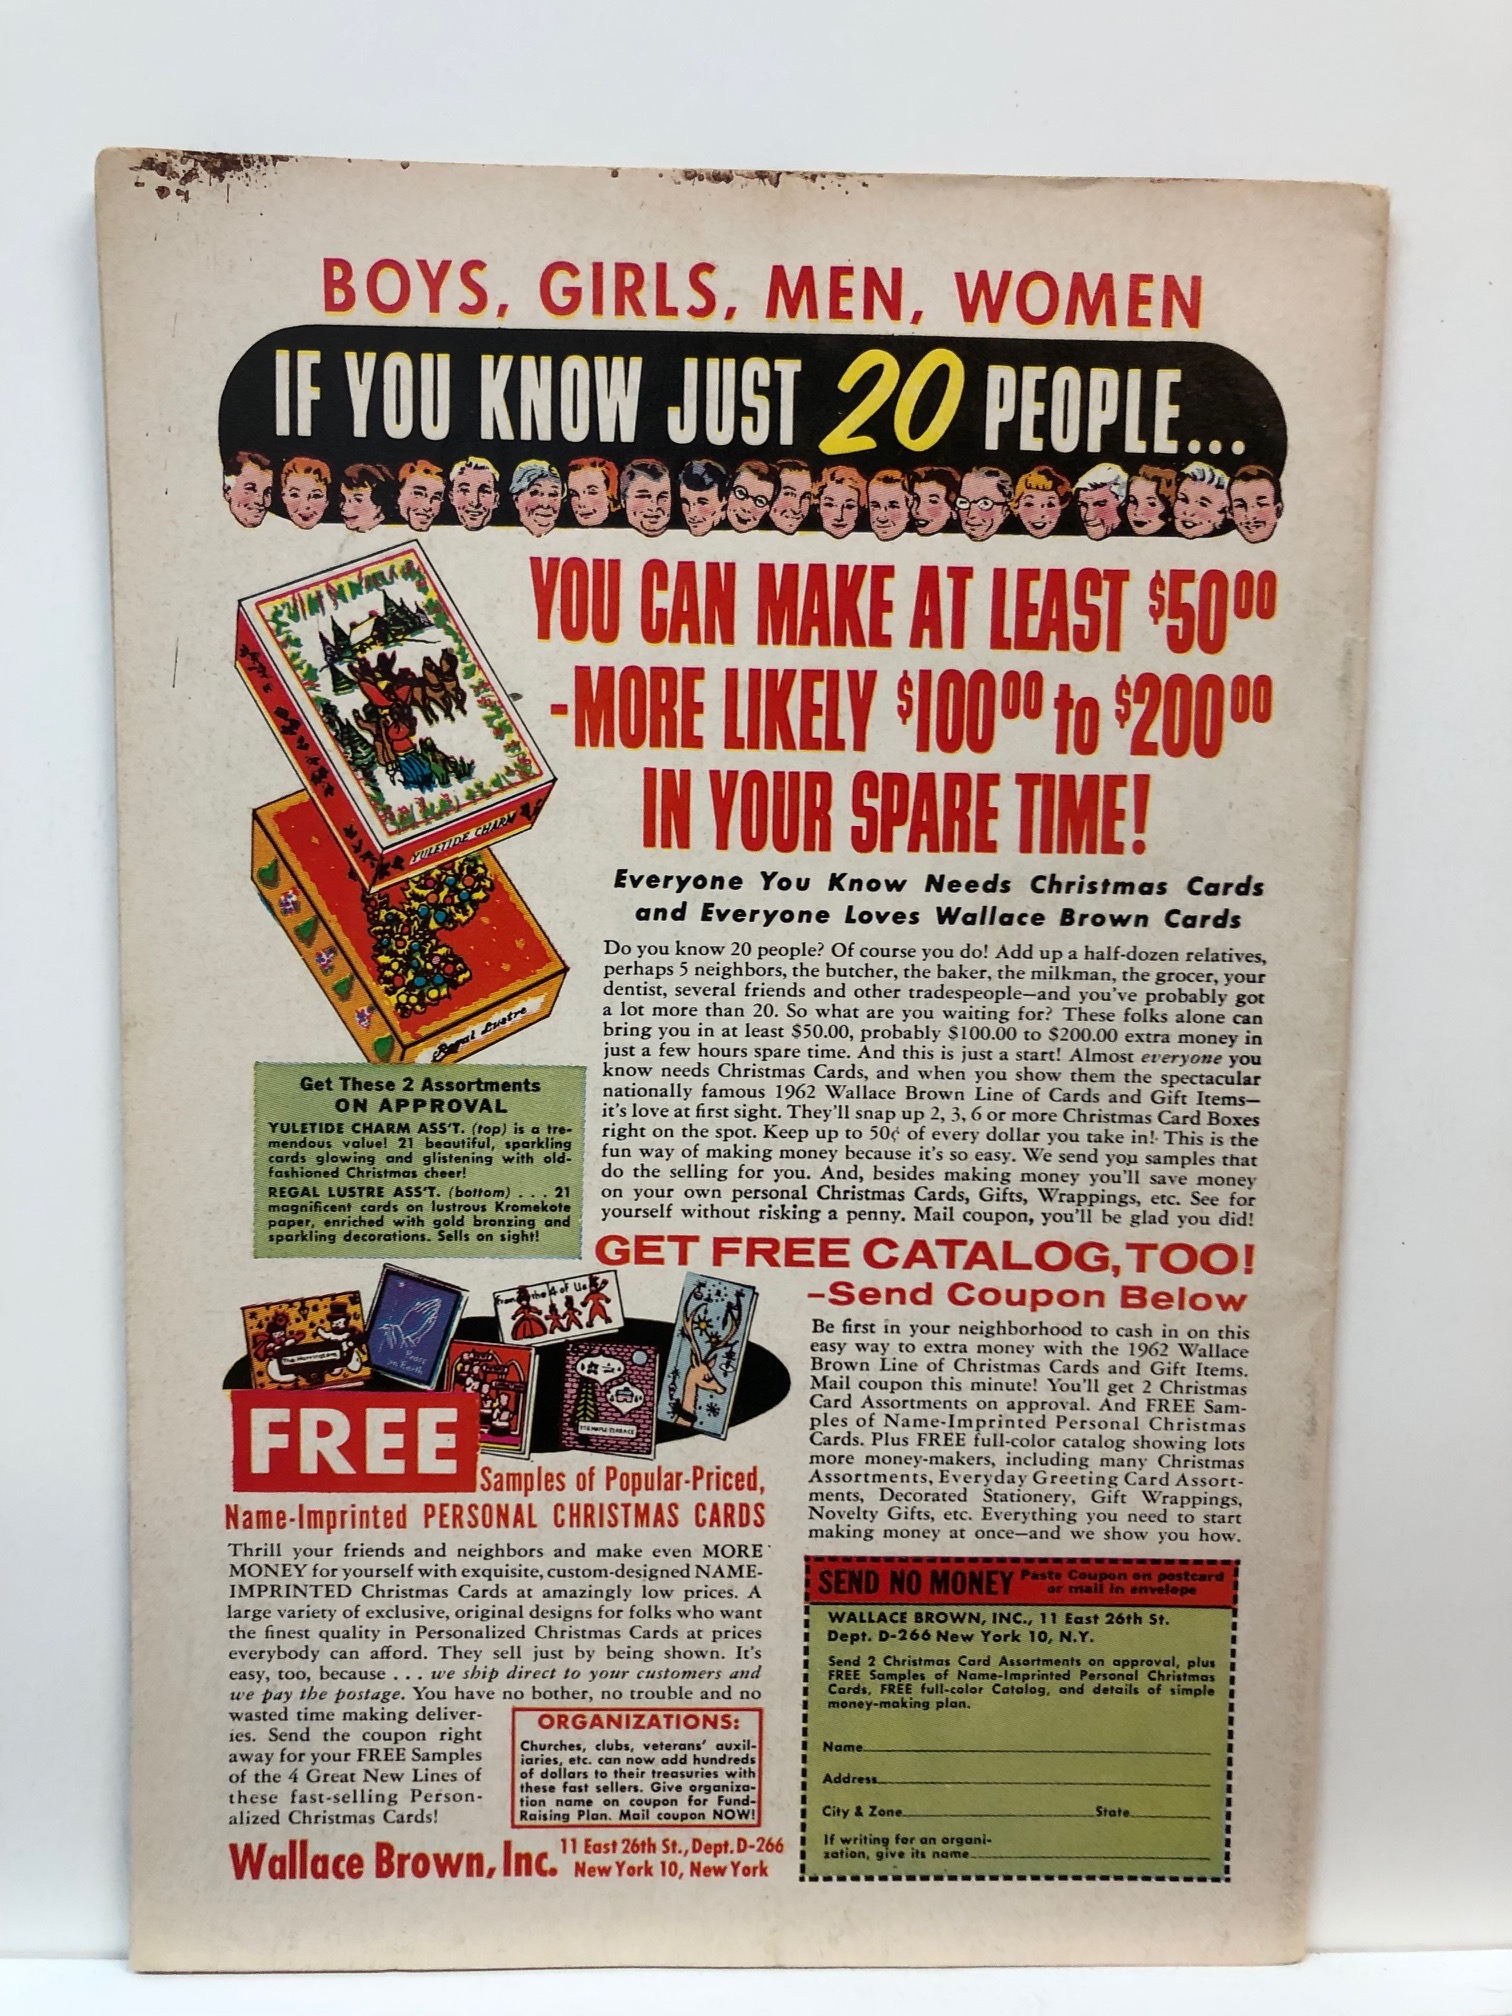 BOYS, GIRLS, MEN, WOMEN
IF YOU KNOW JUST 20 PEOPLE...
YOU CAN MAKE AT LEAST $50⁰⁰
-MORE LIKELY $100⁰⁰ to $200⁰⁰
IN YOUR SPARE TIME!
YULETIDE CHARM
Regal Lustre
Everyone You Know Needs Christmas Cards
and Everyone Loves Wallace Brown Cards
Do you know 20 people? Of course you do! Add up a half-dozen relatives,
perhaps 5 neighbors, the butcher, the baker, the milkman, the grocer, your
dentist, several friends and other tradespeople—and you've probably got
a lot more than 20. So what are you waiting for? These folks alone can
bring you in at least $50.00, probably $100.00 to $200.00 extra money in
just a few hours spare time. And this is just a start! Almost everyone you
know needs Christmas Cards, and when you show them the spectacular
nationally famous 1962 Wallace Brown Line of Cards and Gift Items—
it's love at first sight. They'll snap up 2, 3, 6 or more Christmas Card Boxes
right on the spot. Keep up to 50¢ of every dollar you take in! This is the
fun way of making money because it's so easy. We send you samples that
do the selling for you. And, besides making money you'll save money
on your own personal Christmas Cards, Gifts, Wrappings, etc. See for
yourself without risking a penny. Mail coupon, you'll be glad you did!
Get These 2 Assortments
ON APPROVAL
YULETIDE CHARM ASS'T. (top) is a tre-
mendous value! 21 beautiful, sparkling
cards glowing and glistening with old-
fashioned Christmas cheer!
REGAL LUSTRE ASS'T. (bottom) . . . 21
magnificent cards on lustrous Kromekote
paper, enriched with gold bronzing and
sparkling decorations. Sells on sight!
GET FREE CATALOG, TOO!
–Send Coupon Below
Be first in your neighborhood to cash in on this
easy way to extra money with the 1962 Wallace
Brown Line of Christmas Cards and Gift Items.
Mail coupon this minute! You'll get 2 Christmas
Card Assortments on approval. And FREE Sam-
ples of Name-Imprinted Personal Christmas
Cards. Plus FREE full-color catalog showing lots
more money-makers, including many Christmas
Assortments, Everyday Greeting Card Assort-
ments, Decorated Stationery, Gift Wrappings,
Novelty Gifts, etc. Everything you need to start
making money at once—and we show you how.
Peace on Earth
From the 4 of Us
FREE
Samples of Popular-Priced,
Name-Imprinted PERSONAL CHRISTMAS CARDS
Thrill your friends and neighbors and make even MORE
MONEY for yourself with exquisite, custom-designed NAME-
IMPRINTED Christmas Cards at amazingly low prices. A
large variety of exclusive, original designs for folks who want
the finest quality in Personalized Christmas Cards at prices
everybody can afford. They sell just by being shown. It's
easy, too, because . . . we ship direct to your customers and
we pay the postage. You have no bother, no trouble and no
wasted time making deliver-
ies. Send the coupon right
away for your FREE Samples
of the 4 Great New Lines of
these fast-selling Person-
alized Christmas Cards!
ORGANIZATIONS:
Churches, clubs, veterans' auxil-
iaries, etc. can now add hundreds
of dollars to their treasuries with
these fast sellers. Give organiza-
tion name on coupon for Fund-
Raising Plan. Mail coupon NOW!
Wallace Brown, Inc. 11 East 26th St., Dept. D-266
New York 10, New York
SEND NO MONEY Paste Coupon on postcard
or mail in envelope
WALLACE BROWN, INC., 11 East 26th St.
Dept. D-266 New York 10, N.Y.
Send 2 Christmas Card Assortments on approval, plus
FREE Samples of Name-Imprinted Personal Christmas
Cards, FREE full-color Catalog, and details of simple
money-making plan.
Name
Address
City & Zone State
If writing for an organi-
zation, give its name